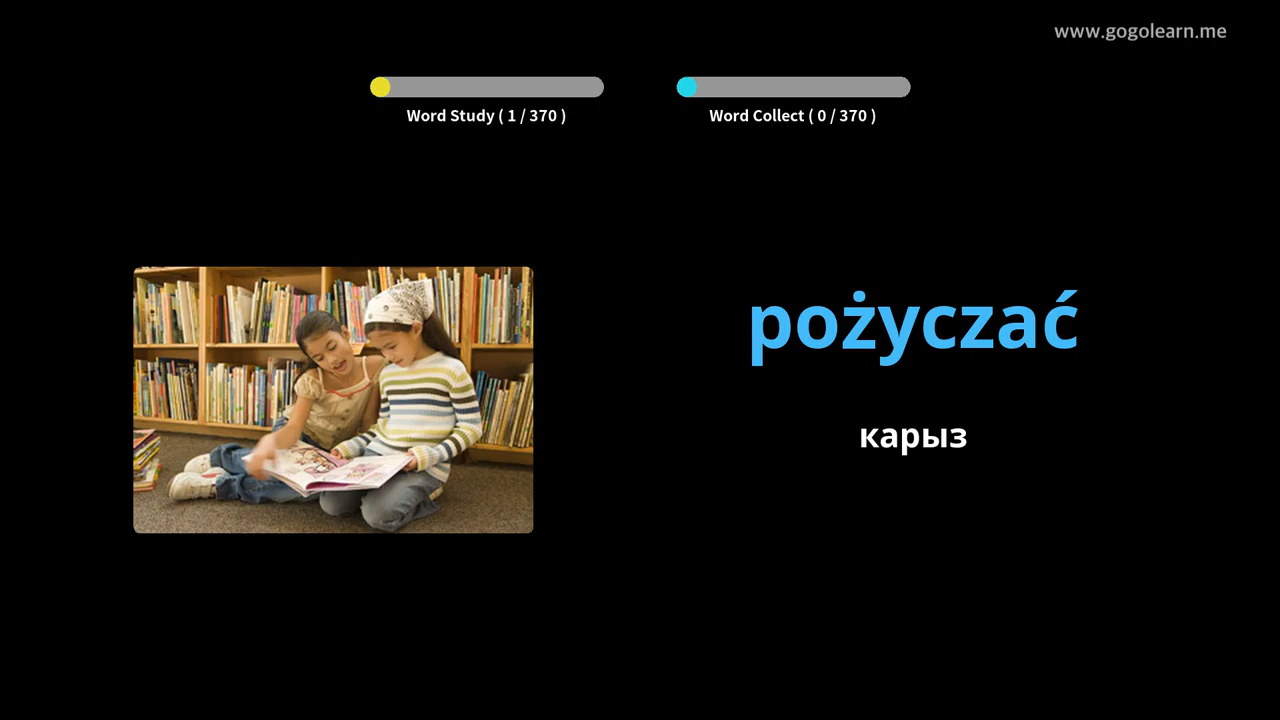 www.gogolearn.me
Word Study ( 1 / 370 )
Word Collect ( 0 / 370 )
pożyczać
карыз